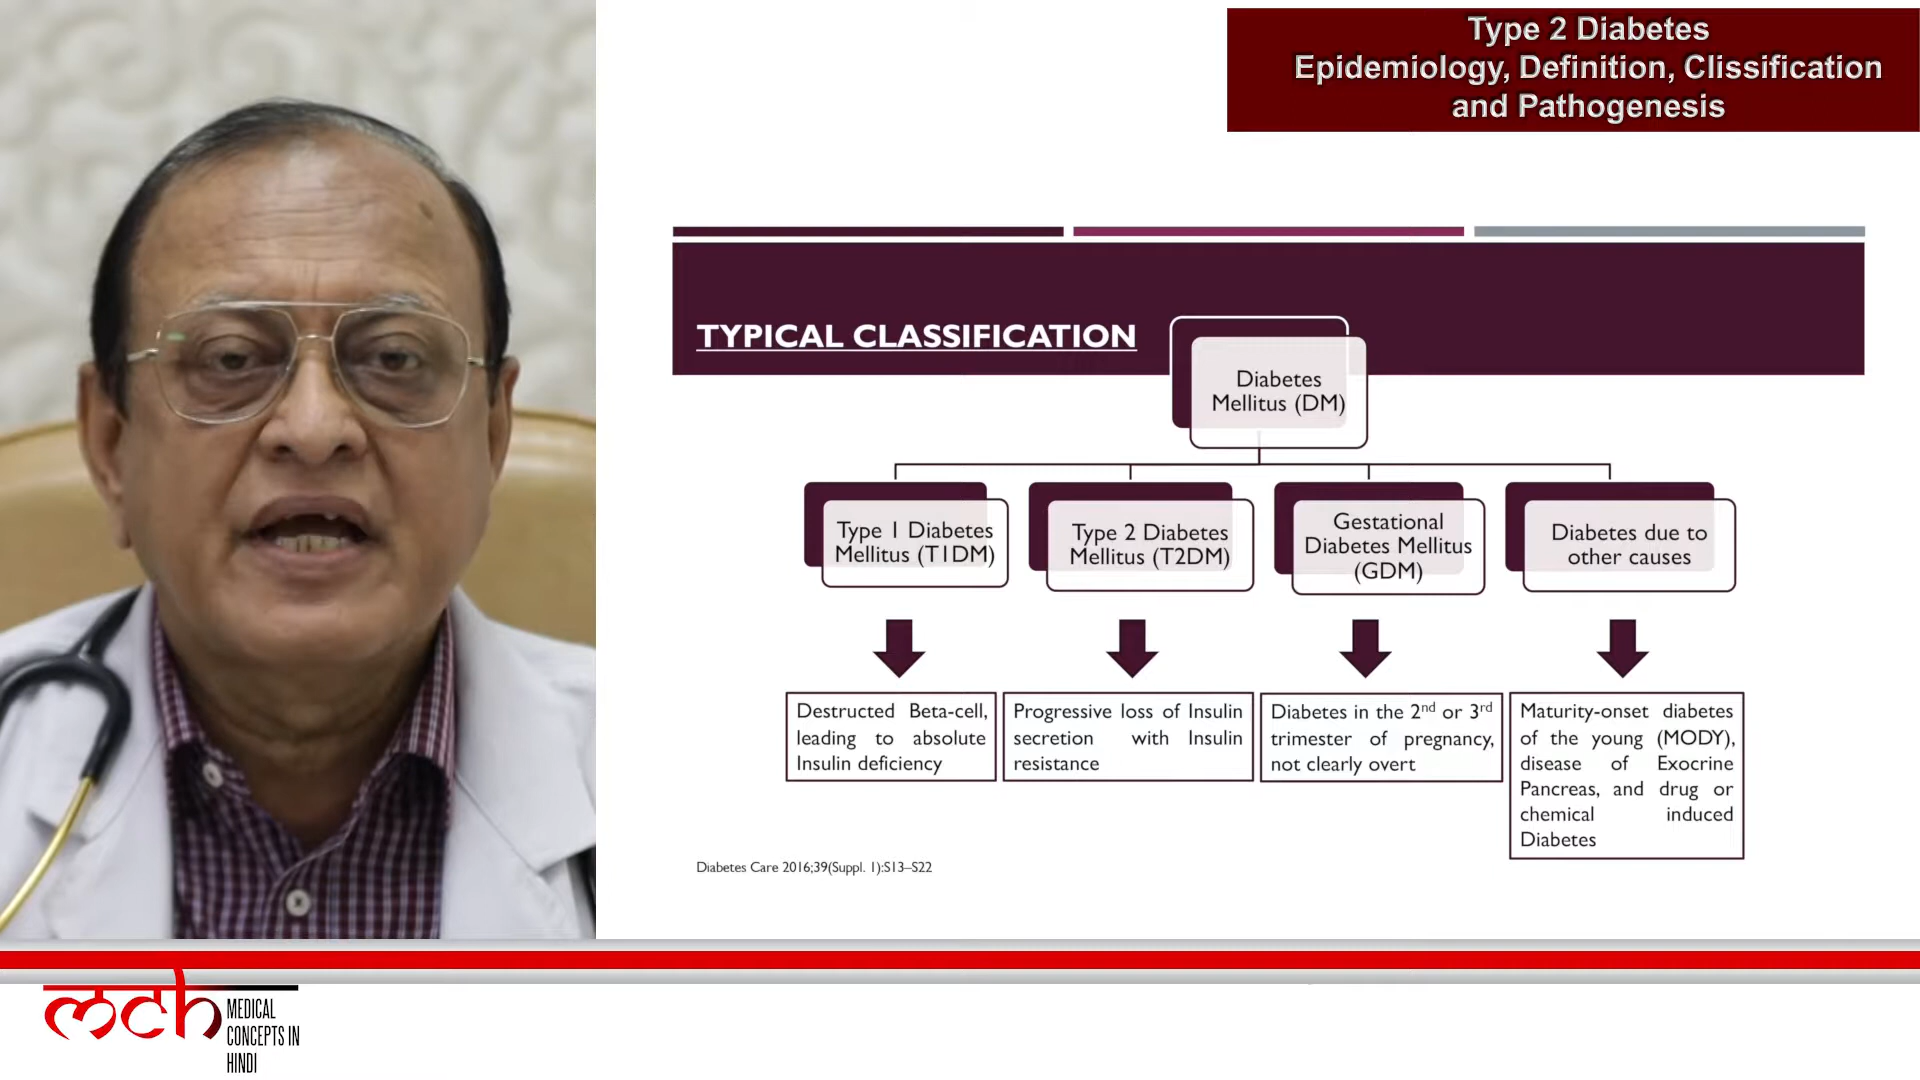 Type 2 Diabetes
Epidemiology, Definition, Clissification
and Pathogenesis
TYPICAL CLASSIFICATION
Diabetes
Mellitus (DM)
Type 1 Diabetes
Mellitus (T1DM)
Type 2 Diabetes
Mellitus (T2DM)
Gestational
Diabetes Mellitus
(GDM)
Diabetes due to
other causes
Destructed Beta-cell,
leading to absolute
Insulin deficiency
Progressive loss of Insulin
secretion with Insulin
resistance
Diabetes in the 2nd or 3rd
trimester of pregnancy,
not clearly overt
Maturity-onset diabetes
of the young (MODY),
disease of Exocrine
Pancreas, and drug or
chemical induced
Diabetes
Diabetes Care 2016;39(Suppl. 1):S13–S22
mch
MEDICAL
CONCEPTS IN
HINDI